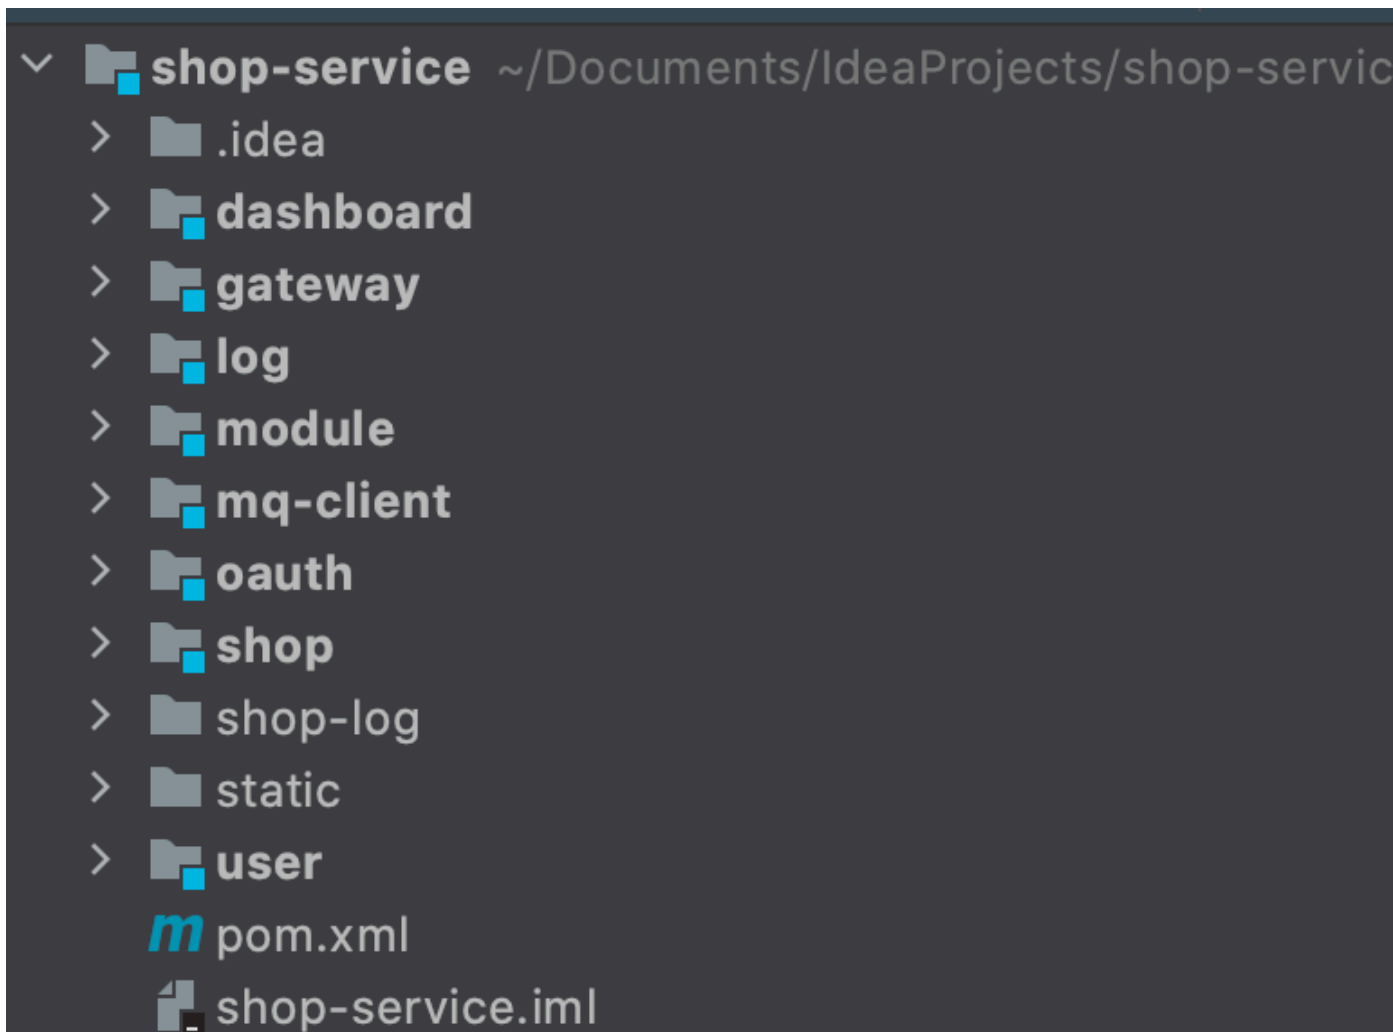 shop-service ~/Documents/IdeaProjects/shop-servic
.idea
dashboard
gateway
log
module
mq-client
oauth
shop
shop-log
static
user
pom.xml
shop-service.iml